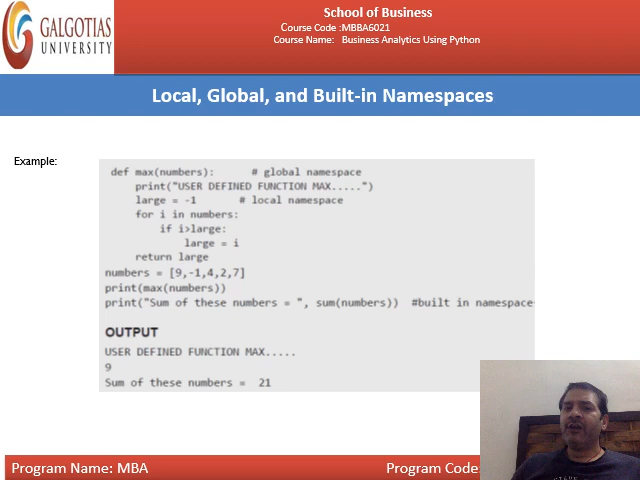 GALGOTIAS
UNIVERSITY
School of Business
Course Code :MBBA6021
Course Name:   Business Analytics Using Python
Local, Global, and Built-in Namespaces
Example:
def max(numbers):      # global namespace
    print("USER DEFINED FUNCTION MAX.....")
    large = -1       # local namespace
    for i in numbers:
        if i>large:
            large = i
    return large
numbers = [9,-1,4,2,7]
print(max(numbers))
print("Sum of these numbers = ", sum(numbers))  #built in namespace
OUTPUT
USER DEFINED FUNCTION MAX.....
9
Sum of these numbers =  21
Program Name: MBA
Program Code: